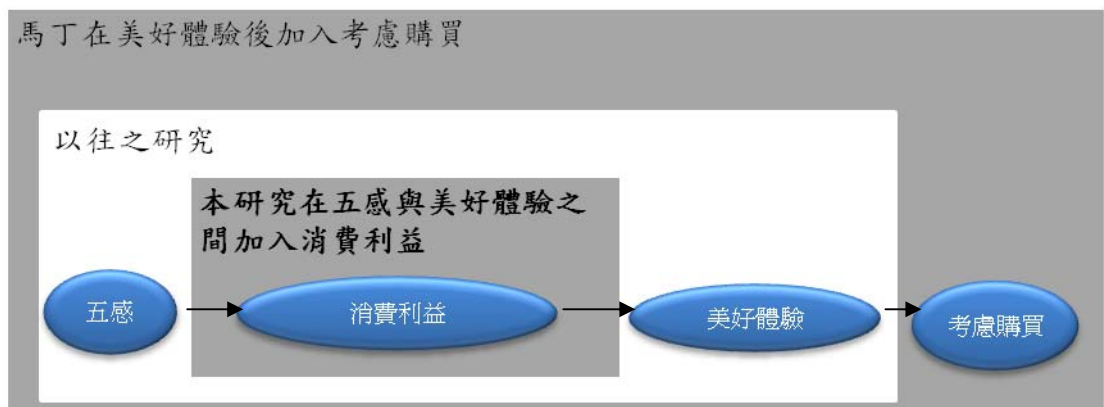 馬丁在美好體驗後加入考慮購買
以往之研究
本研究在五感與美好體驗之
間加入消費利益
五感
消費利益
美好體驗
考慮購買